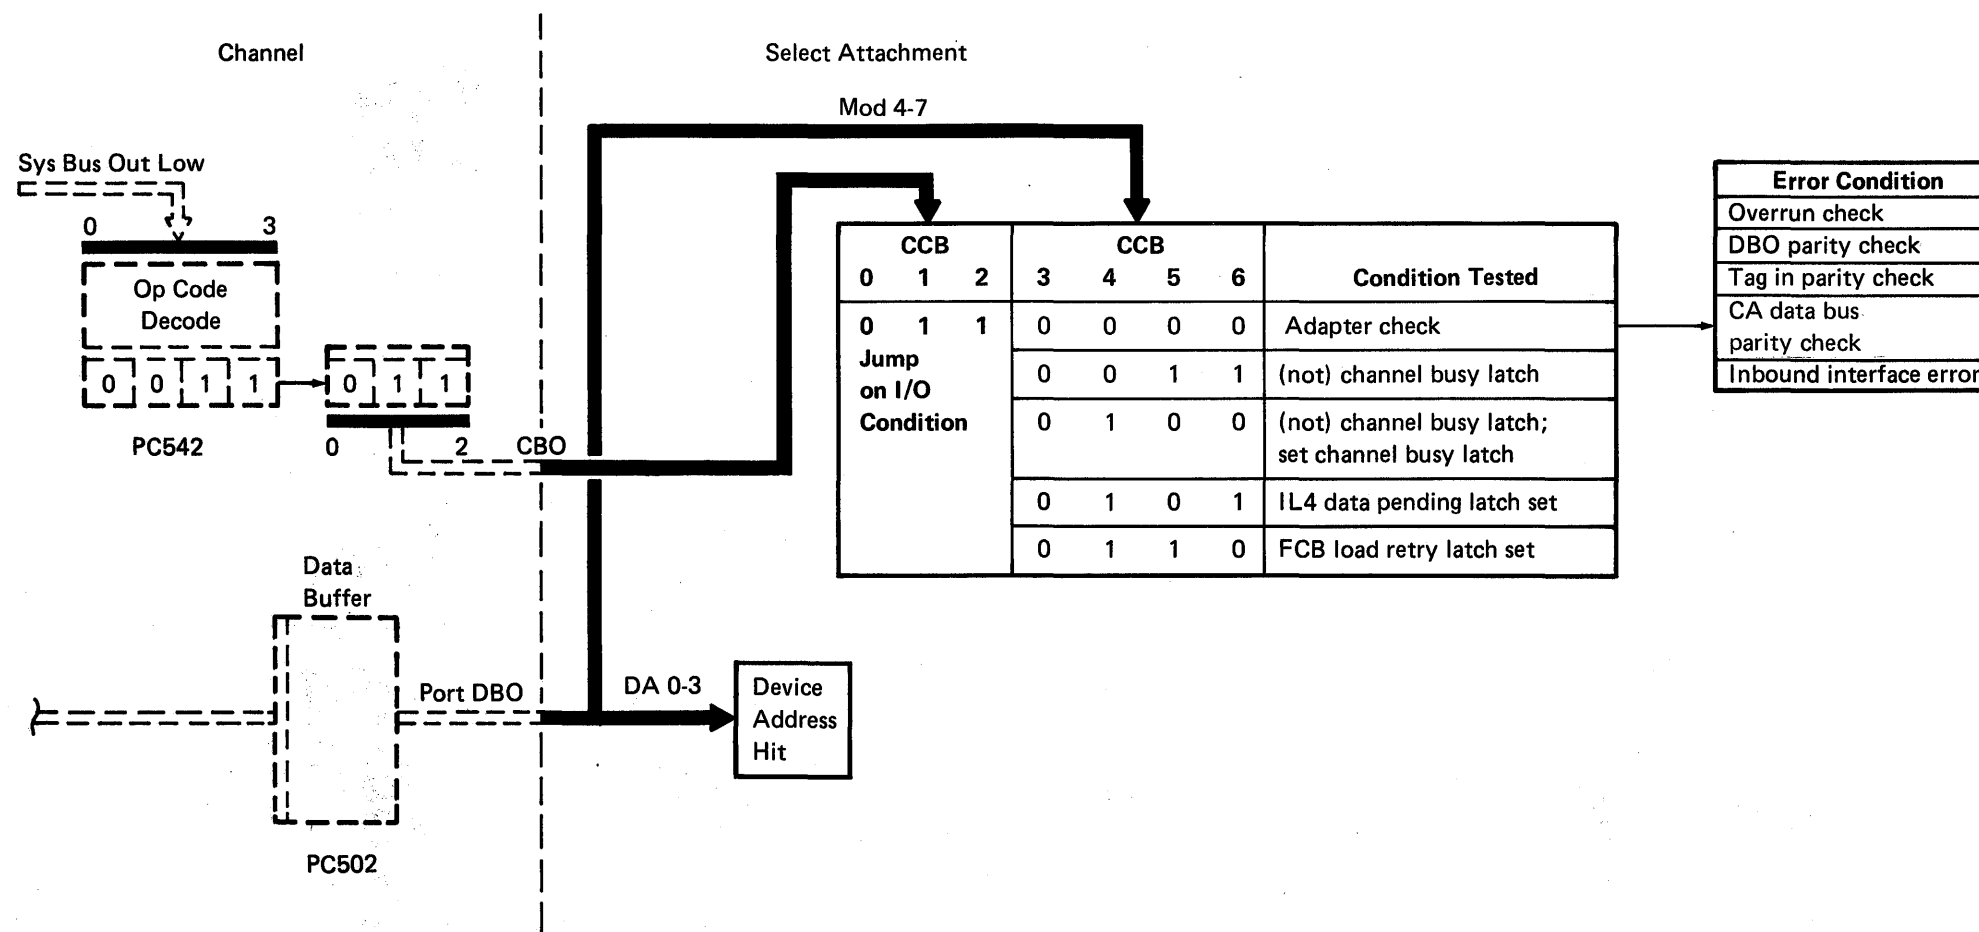 Channel
Select Attachment
Mod 4-7
Sys Bus Out Low
0 3
Op Code
Decode
0 0 1 1
0 1 1
PC542
0 2
CBO
CCB CCB
0 1 2 3 4 5 6 Condition Tested
0 1 1 0 0 0 0 Adapter check
Jump
on I/O
Condition
0 0 1 1 (not) channel busy latch
0 1 0 0 (not) channel busy latch;
set channel busy latch
0 1 0 1 IL4 data pending latch set
0 1 1 0 FCB load retry latch set
Error Condition
Overrun check
DBO parity check
Tag in parity check
CA data bus
parity check
Inbound interface error
Data
Buffer
Port DBO
DA 0-3
Device
Address
Hit
PC502